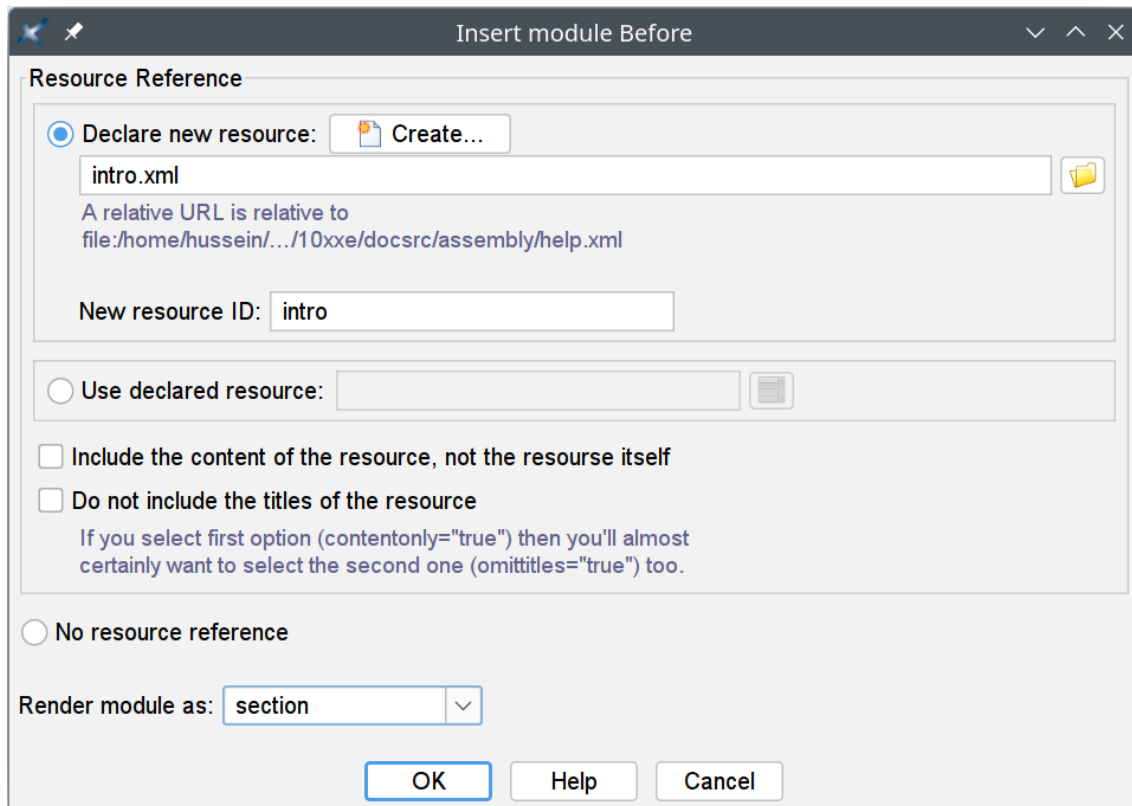 Insert module Before
Resource Reference
Declare new resource: Create...
intro.xml
A relative URL is relative to
file:/home/hussein/…/10xxe/docsrc/assembly/help.xml
New resource ID: intro
Use declared resource:
Include the content of the resource, not the resourse itself
Do not include the titles of the resource
If you select first option (contentonly="true") then you'll almost
certainly want to select the second one (omittitles="true") too.
No resource reference
Render module as: section
OK Help Cancel